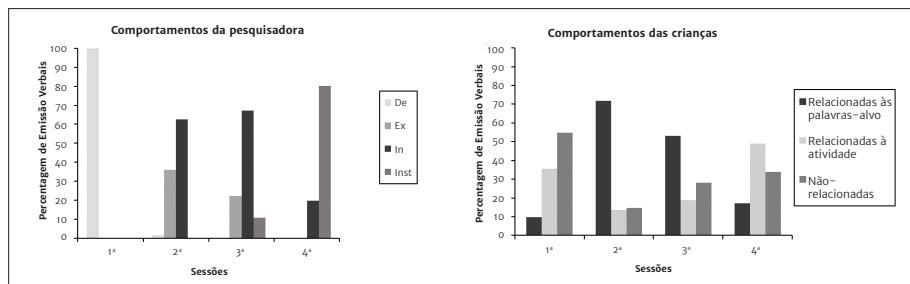 Comportamentos da pesquisadora
Percentagem de Emissão Verbais
100
90
80
70
60
50
40
30
20
10
0
1ª
2ª
3ª
4ª
Sessões
De
Ex
In
Inst
Comportamentos das crianças
Percentagem de Emissão Verbais
100
90
80
70
60
50
40
30
20
10
0
1ª
2ª
3ª
4ª
Sessões
Relacionadas às
palavras-alvo
Relacionadas à
atividade
Não-
relacionadas